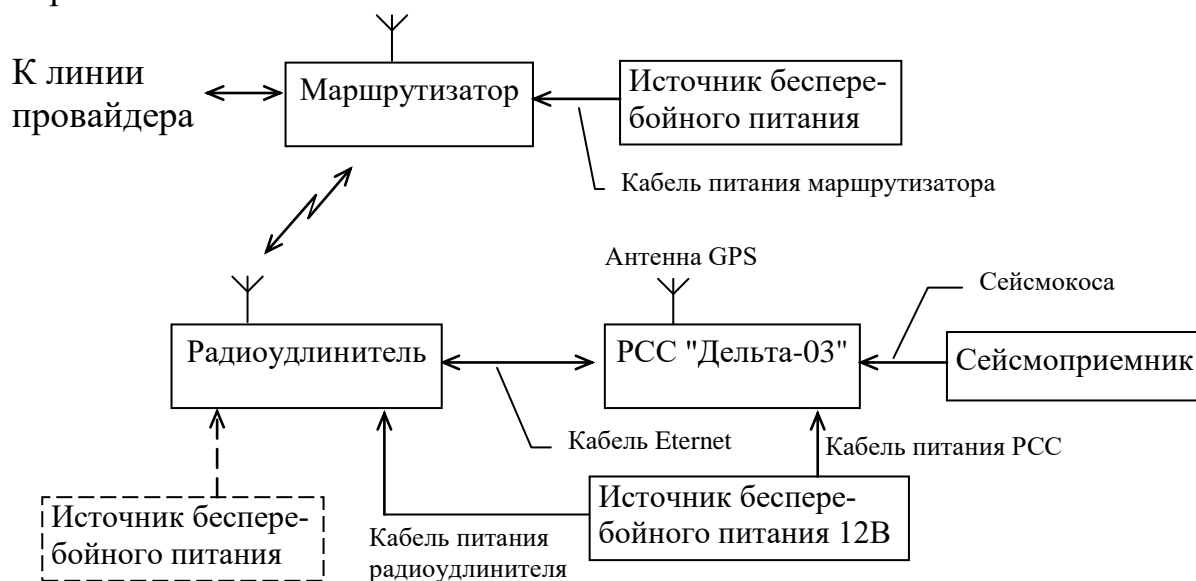 К линии
провайдера
Маршрутизатор
Источник беспере-
бойного питания
Кабель питания маршрутизатора
Антенна GPS
Сейсмокоса
Радиоудлинитель
РСС "Дельта-03"
Сейсмоприемник
Кабель Eternet
Кабель питания РСС
Источник беспере-
бойного питания
Кабель питания
радиоудлинителя
Источник беспере-
бойного питания 12В